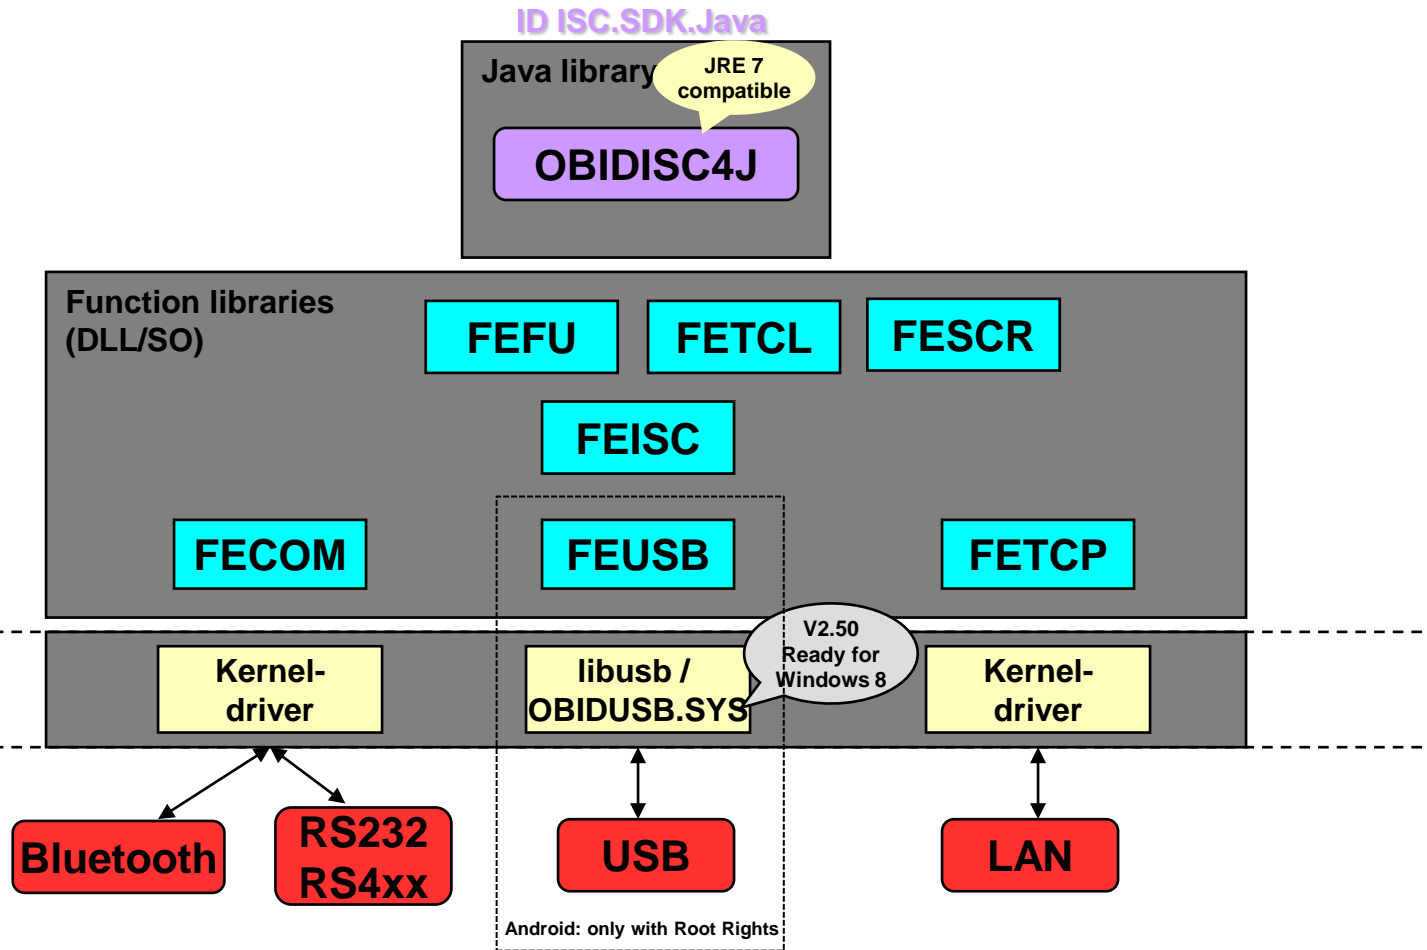 ID ISC.SDK.Java
Java library
JRE 7
compatible
OBIDISC4J
Function libraries
(DLL/SO)
FEFU
FETCL
FESCR
FEISC
FECOM
FEUSB
FETCP
V2.50
Ready for
Windows 8
Kernel-
driver
libusb /
OBIDUSB.SYS
Kernel-
driver
Bluetooth
RS232
RS4xx
USB
LAN
Android: only with Root Rights